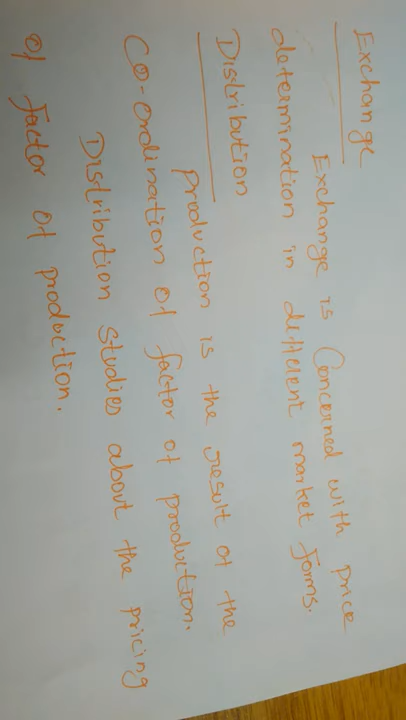 Exchange
Exchange is Concerned with Price
determination in different market forms.
Distribution
Production is the result of the
Co-ordination of factor of production.
Distribution studies about the pricing
of factor of production.